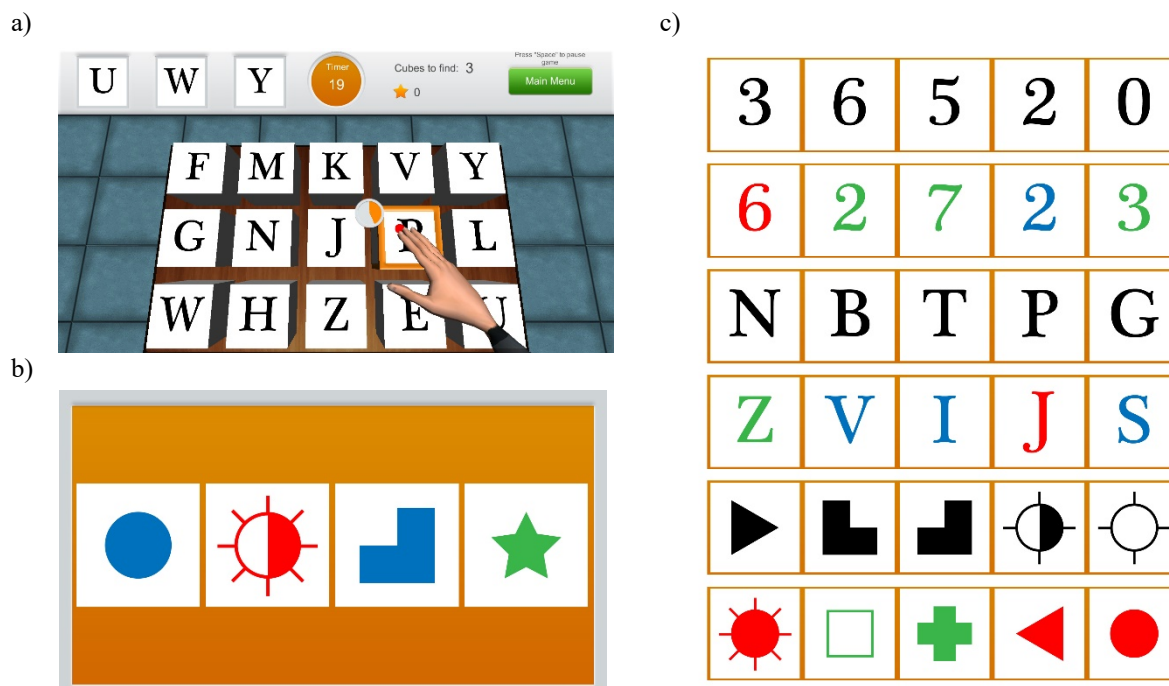 a)
Press "Space" to pause
game
U W Y
Timer
19
Cubes to find: 3
0
Main Menu
F M K V Y
G N J P L
W H Z E U
b)
c)
3 6 5 2 0
6 2 7 2 3
N B T P G
Z V I J S